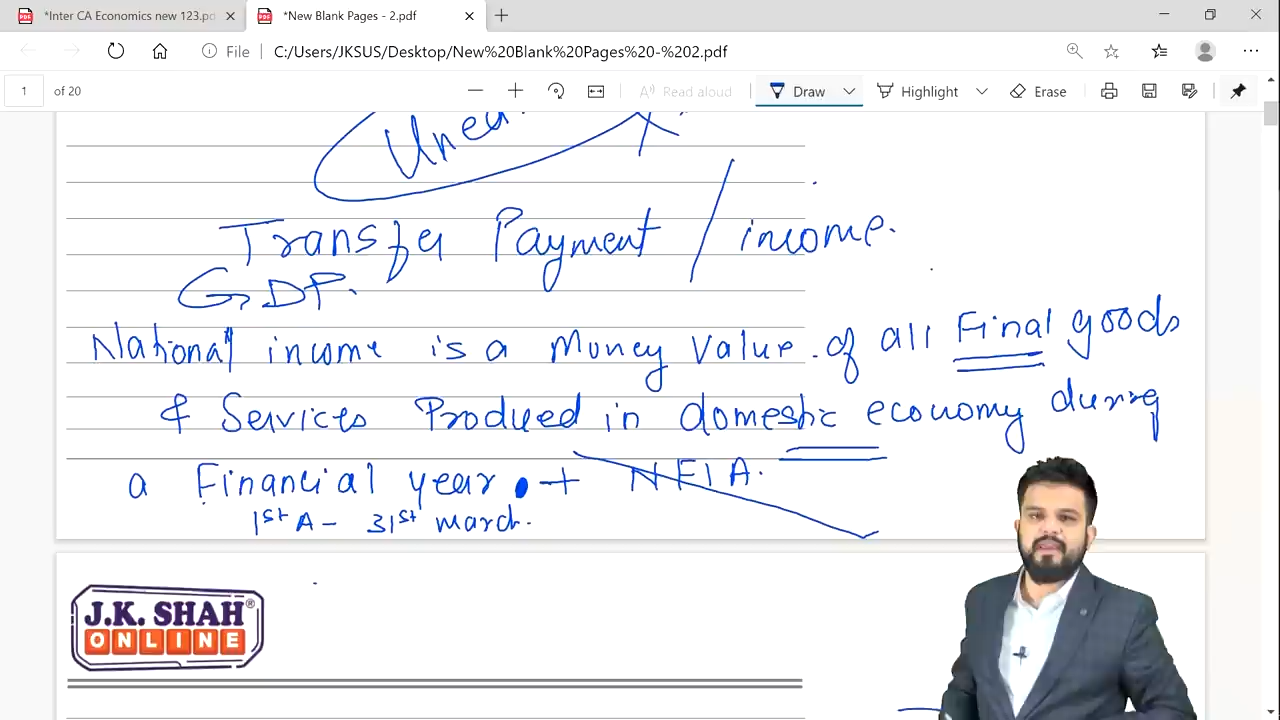 *Inter CA Economics new 123.pd
*New Blank Pages - 2.pdf
File C:/Users/JKSUS/Desktop/New%20Blank%20Pages%20-%202.pdf
1 of 20 Read aloud Draw Highlight Erase
Transfer Payment / income.
GDP.
National income is a money value of all Final goods
& Services Produced in domestic economy during
a Financial year. + NFIA.
1st A - 31st march.
J.K. SHAH®
ONLINE